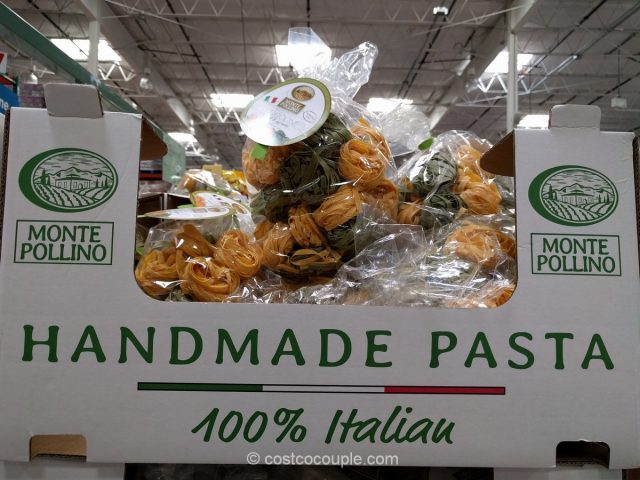 MONTE
POLLINO
MONTE
POLLINO
HANDMADE PASTA
100% Italian
© costcocouple.com